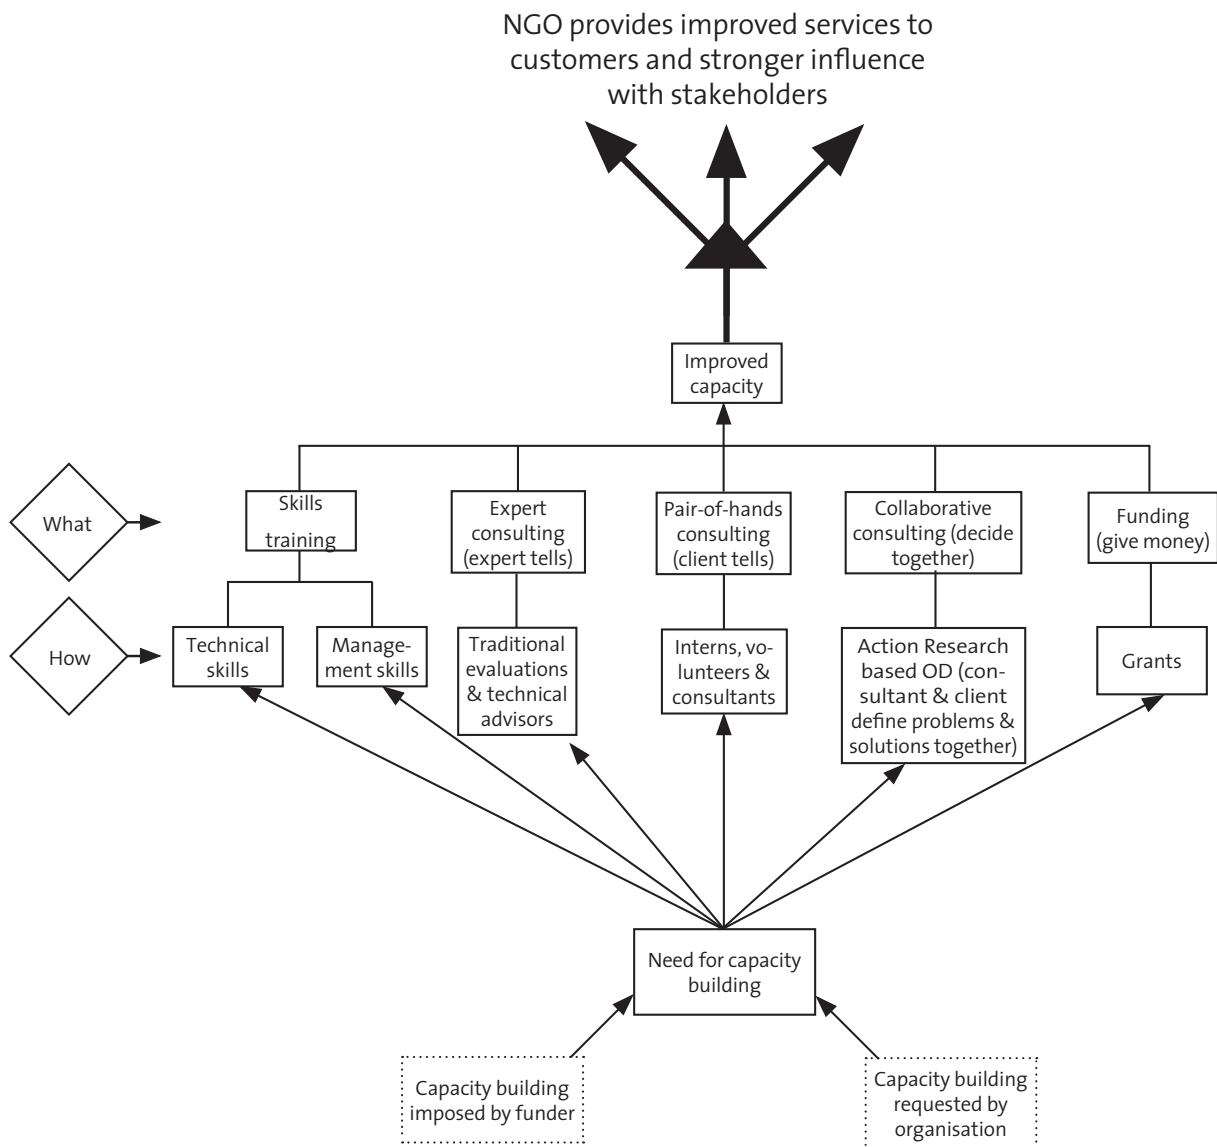 NGO provides improved services to
customers and stronger influence
with stakeholders
Improved
capacity
What
Skills
training
Expert
consulting
(expert tells)
Pair-of-hands
consulting
(client tells)
Collaborative
consulting (decide
together)
Funding
(give money)
How
Technical
skills
Manage-
ment skills
Traditional
evaluations
& technical
advisors
Interns, vo-
lunteers &
consultants
Action Research
based OD (con-
sultant & client
define problems &
solutions together)
Grants
Need for capacity
building
Capacity building
imposed by funder
Capacity building
requested by
organisation